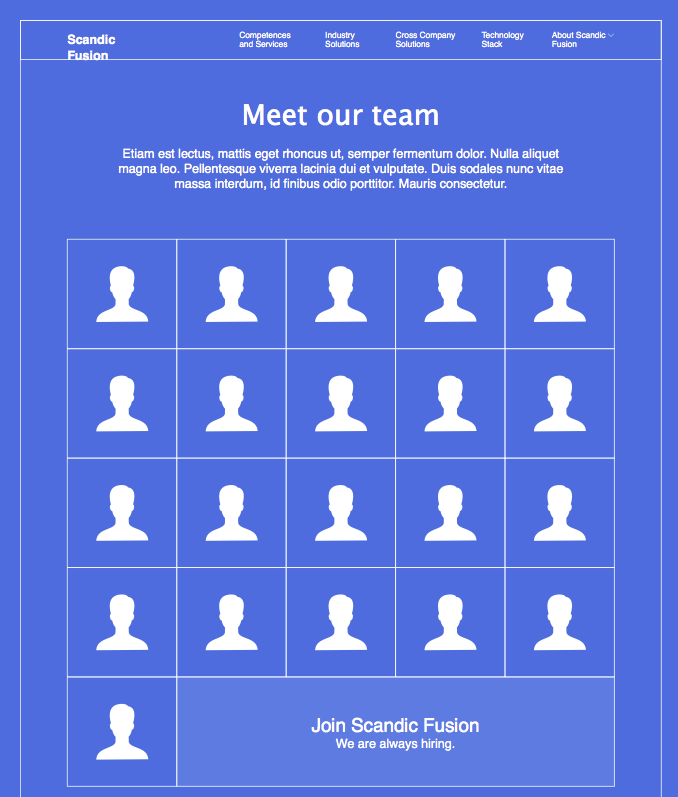 Scandic
Fusion
Competences
and Services
Industry
Solutions
Cross Company
Solutions
Technology
Stack
About Scandic
Fusion
Meet our team
Etiam est lectus, mattis eget rhoncus ut, semper fermentum dolor. Nulla aliquet
magna leo. Pellentesque viverra lacinia dui et vulputate. Duis sodales nunc vitae
massa interdum, id finibus odio porttitor. Mauris consectetur.
Join Scandic Fusion
We are always hiring.